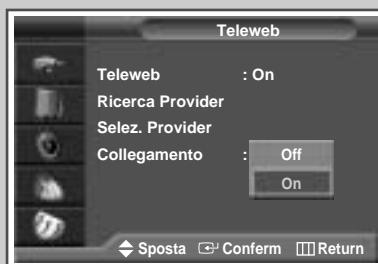 Teleweb
Teleweb : On
Ricerca Provider
Selez. Provider
Collegamento : Off
On
Sposta Conferm Return